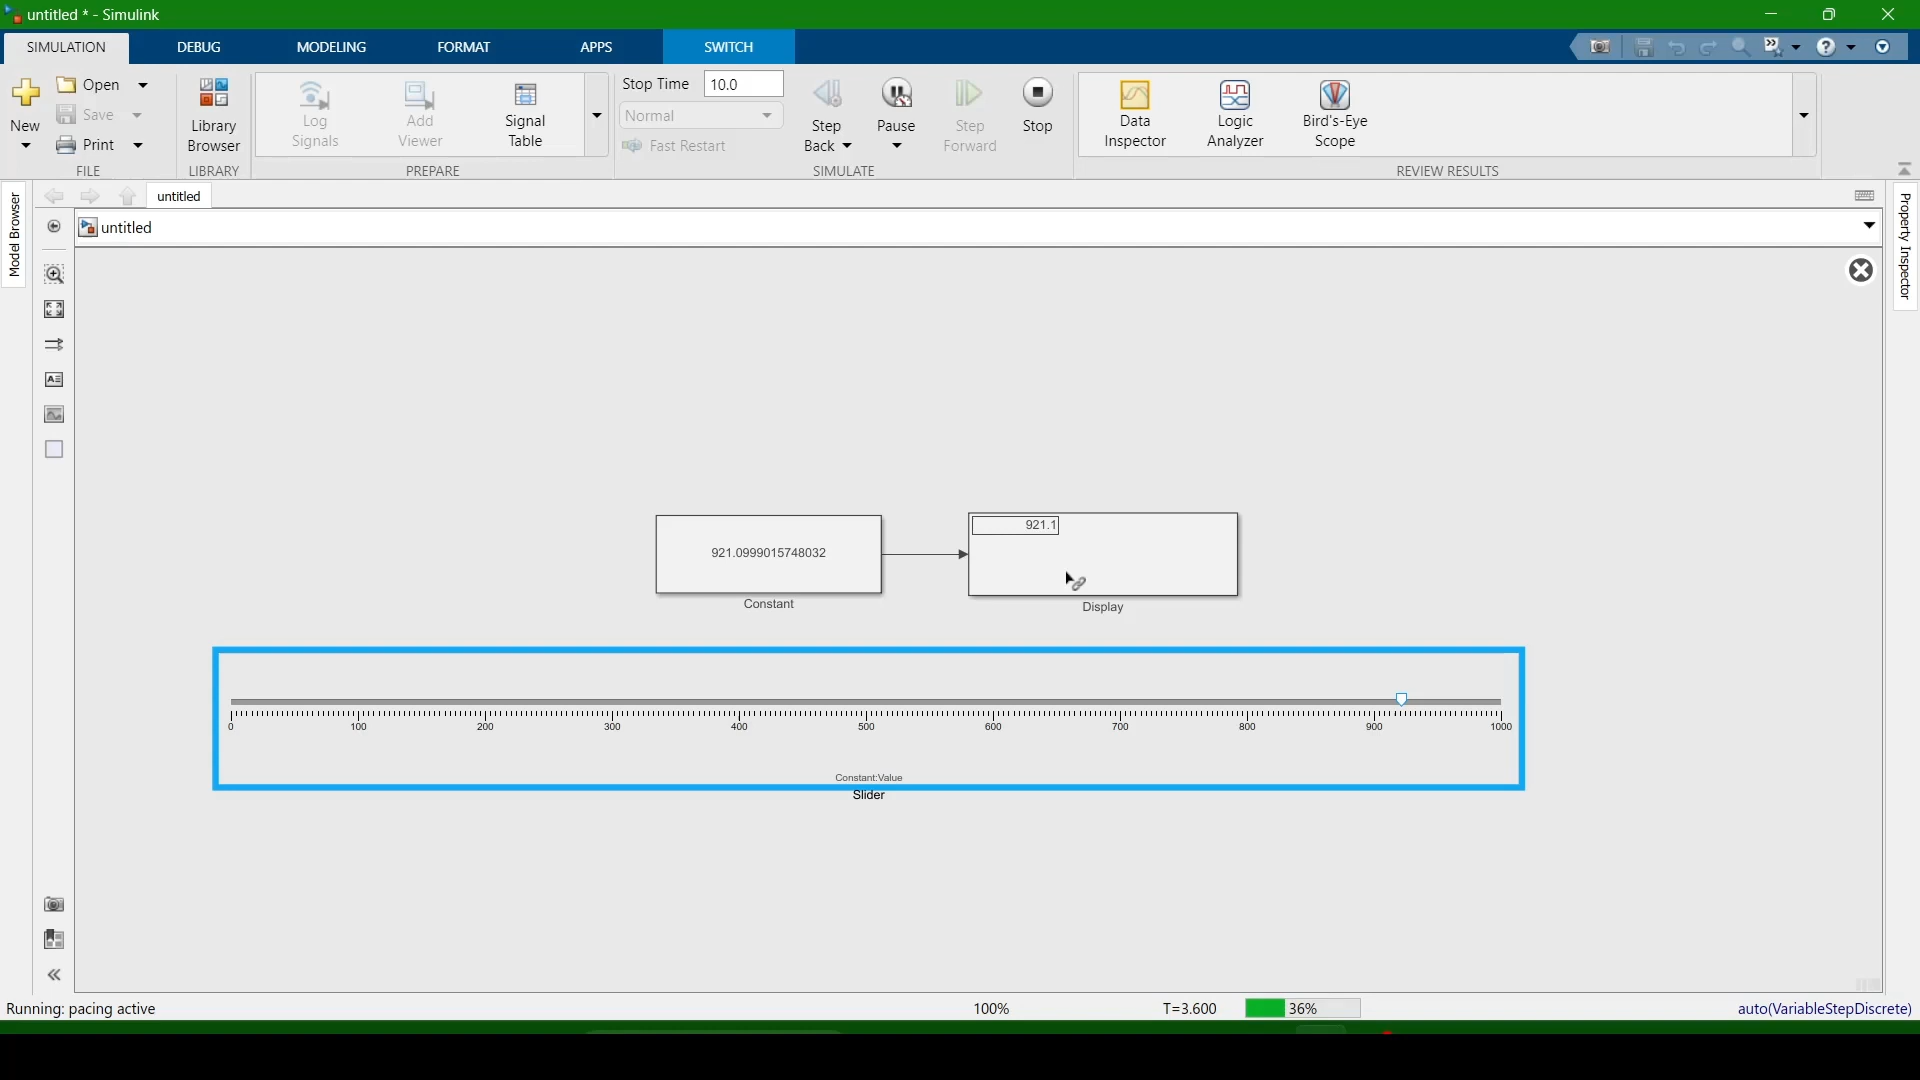 untitled * - Simulink
SIMULATION DEBUG MODELING FORMAT APPS SWITCH
New
Open
Save
Print
FILE
Library
Browser
LIBRARY
Log
Signals
Add
Viewer
Signal
Table
PREPARE
Stop Time 10.0
Normal
Fast Restart
Step
Back
Pause
Step
Forward
Stop
SIMULATE
Data
Inspector
Logic
Analyzer
Bird's-Eye
Scope
REVIEW RESULTS
Model Browser
untitled
untitled
Property Inspector
921.0999015748032
Constant
921.1
Display
0 100 200 300 400 500 600 700 800 900 1000
Constant:Value
Slider
Running: pacing active 100% T=3.600 36% auto(VariableStepDiscrete)